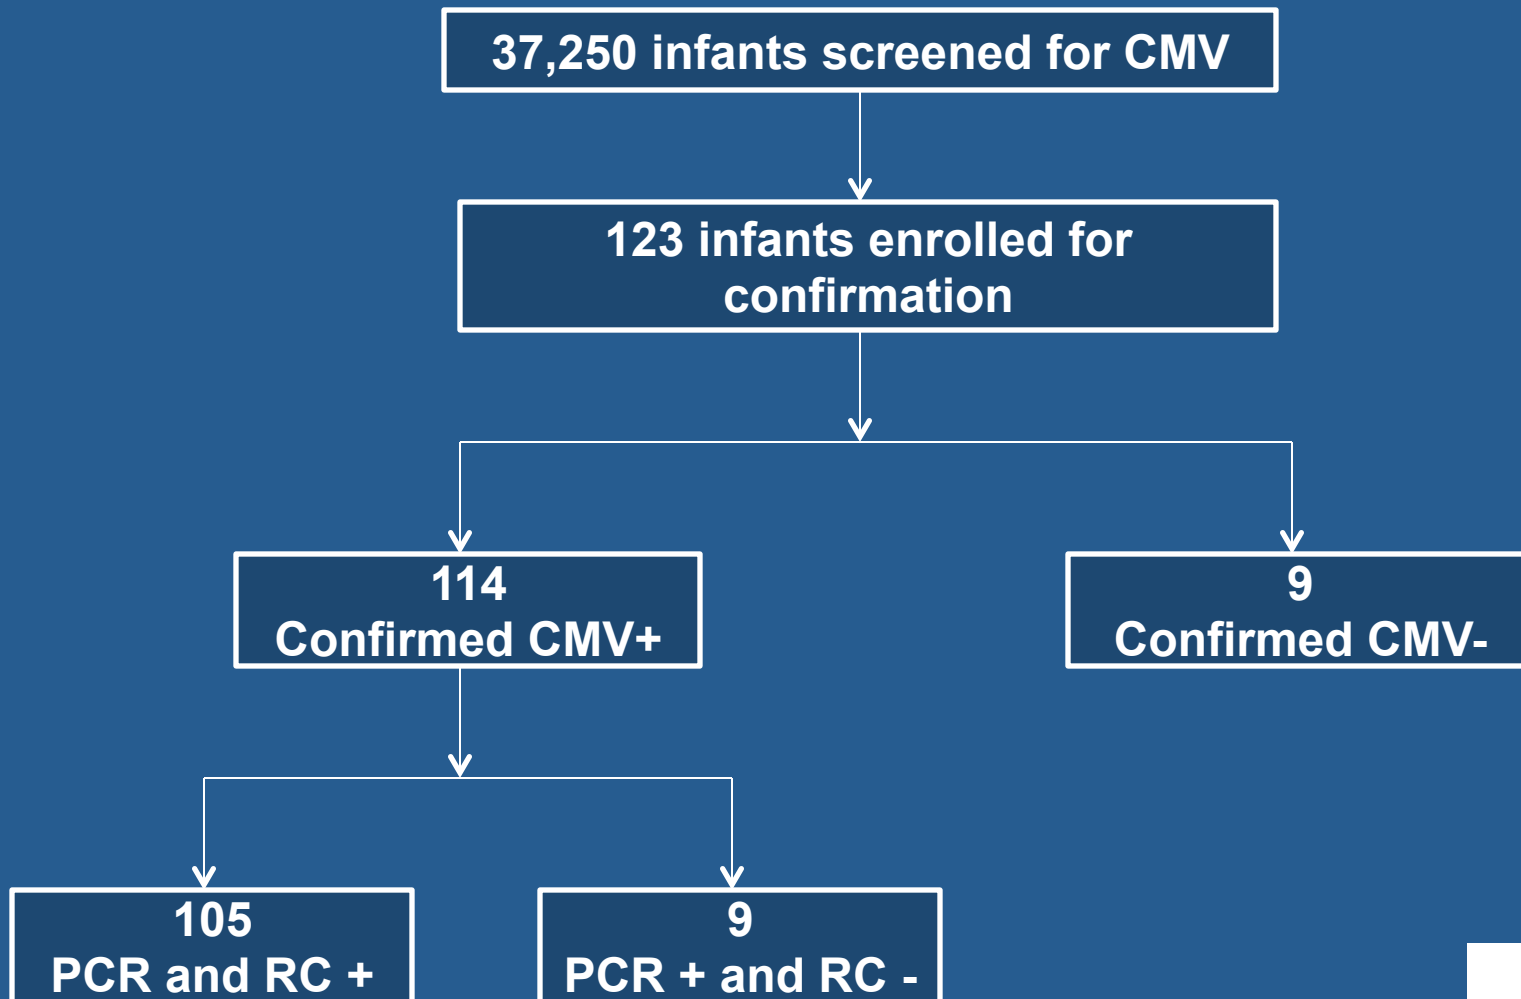 37,250 infants screened for CMV
123 infants enrolled for
confirmation
114
Confirmed CMV+
9
Confirmed CMV-
105
PCR and RC +
9
PCR + and RC -